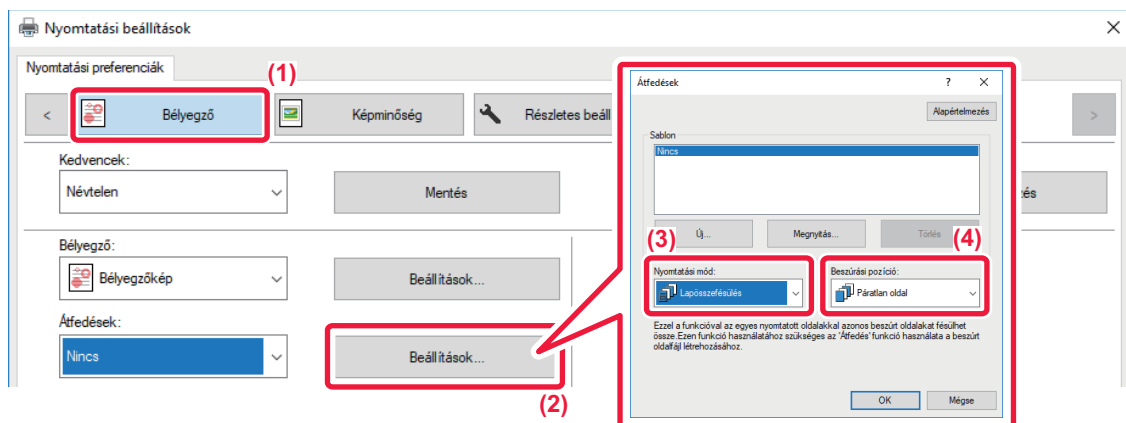 Nyomtatási beállítások
Nyomtatási preferenciák
(1)
<
Bélyegző
Képminőség
Részletes beáll
>
Kedvencek:
Névtelen
Mentés
és
Bélyegző:
Bélyegzőkép
Beállítások...
Átfedések:
Nincs
Beállítások...
(2)
Átfedések
?
Alapértelmezés
Sablon
Nincs
Új...
Megnyitás...
Törlés
(3)
(4)
Nyomtatási mód:
Lapösszefésülés
Beszúrási pozíció:
Páratlan oldal
Ezzel a funkcióval az egyes nyomtatott oldalakkal azonos beszúrt oldalakat fésülhet
össze.Ezen funkció használatához szükséges az 'Átfedés' funkció használata a beszúrt
oldalfájl létrehozásához.
OK
Mégse